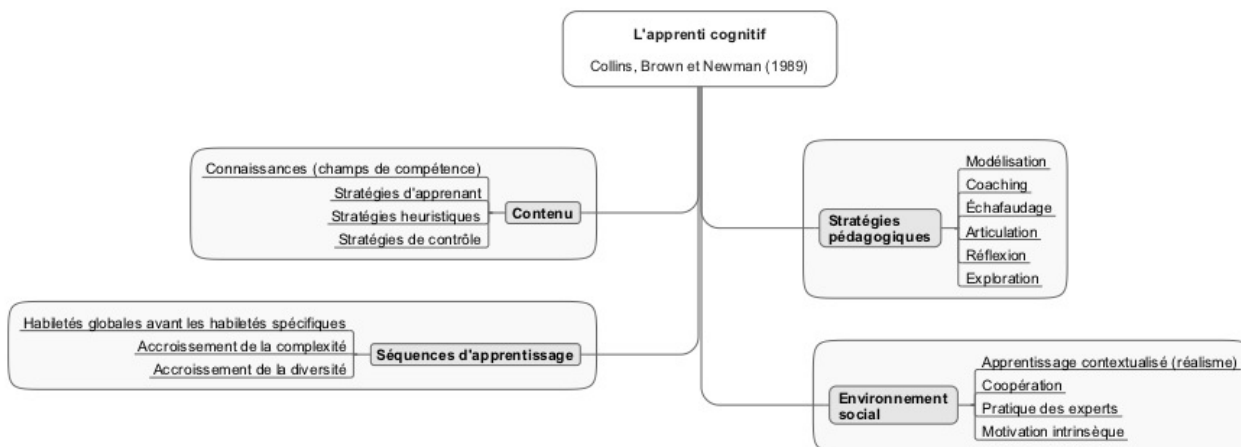 L'apprenti cognitif
Collins, Brown et Newman (1989)
Connaissances (champs de compétence)
Stratégies d'apprenant
Stratégies heuristiques
Stratégies de contrôle
Contenu
Habiletés globales avant les habiletés spécifiques
Accroissement de la complexité
Accroissement de la diversité
Séquences d'apprentissage
Stratégies
pédagogiques
Modélisation
Coaching
Échafaudage
Articulation
Réflexion
Exploration
Environnement
social
Apprentissage contextualisé (réalisme)
Coopération
Pratique des experts
Motivation intrinsèque